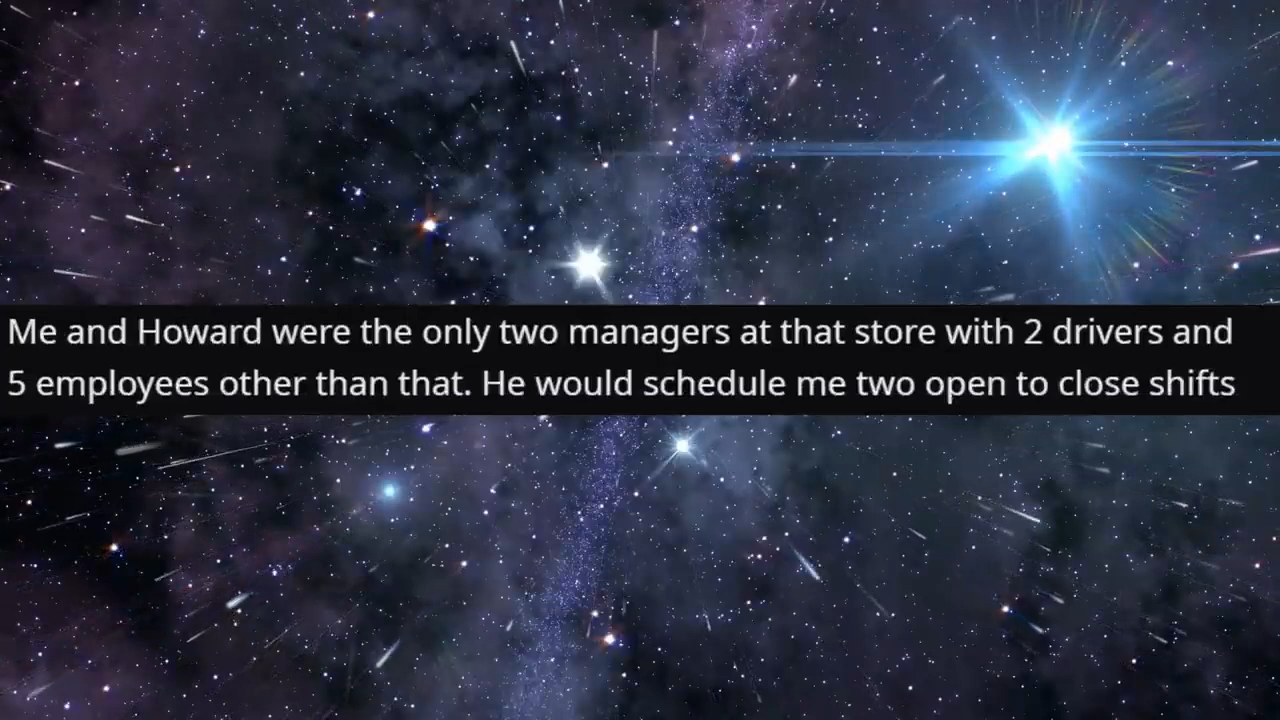 Me and Howard were the only two managers at that store with 2 drivers and
5 employees other than that. He would schedule me two open to close shifts